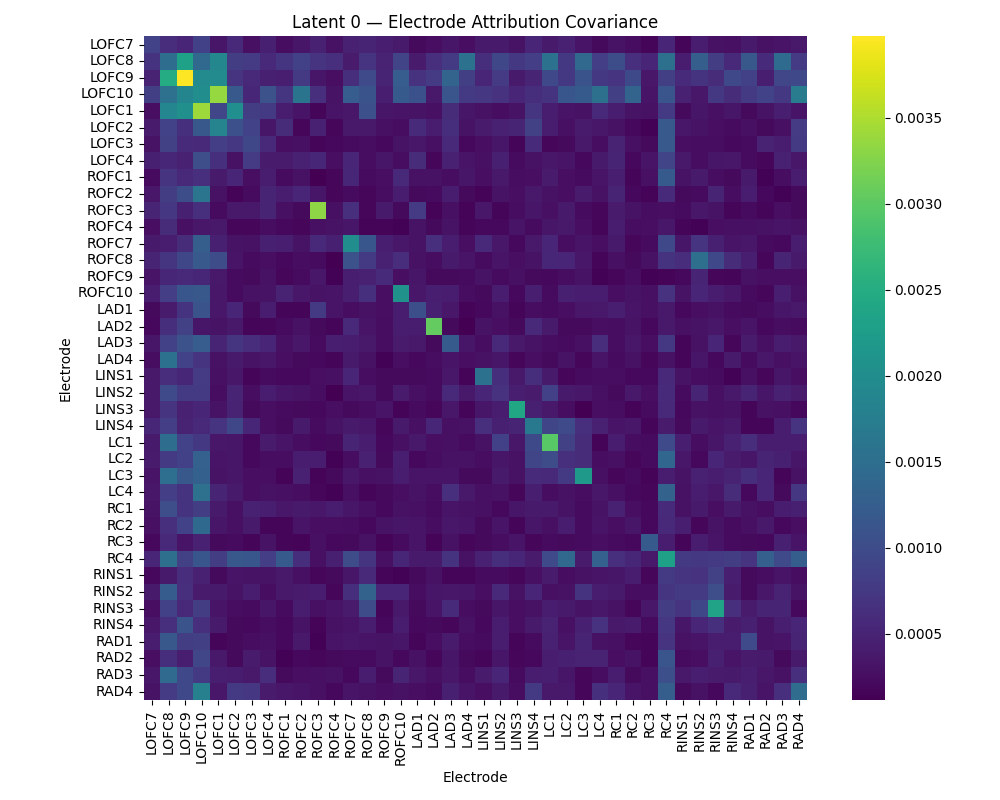 Latent 0 — Electrode Attribution Covariance
LOFC7
LOFC8
LOFC9
LOFC10
LOFC1
LOFC2
LOFC3
LOFC4
ROFC1
ROFC2
ROFC3
ROFC4
ROFC7
ROFC8
ROFC9
ROFC10
LAD1
LAD2
LAD3
LAD4
LINS1
LINS2
LINS3
LINS4
LC1
LC2
LC3
LC4
RC1
RC2
RC3
RC4
RINS1
RINS2
RINS3
RINS4
RAD1
RAD2
RAD3
RAD4
Electrode
LOFC7
LOFC8
LOFC9
LOFC10
LOFC1
LOFC2
LOFC3
LOFC4
ROFC1
ROFC2
ROFC3
ROFC4
ROFC7
ROFC8
ROFC9
ROFC10
LAD1
LAD2
LAD3
LAD4
LINS1
LINS2
LINS3
LINS4
LC1
LC2
LC3
LC4
RC1
RC2
RC3
RC4
RINS1
RINS2
RINS3
RINS4
RAD1
RAD2
RAD3
RAD4
Electrode
0.0035
0.0030
0.0025
0.0020
0.0015
0.0010
0.0005